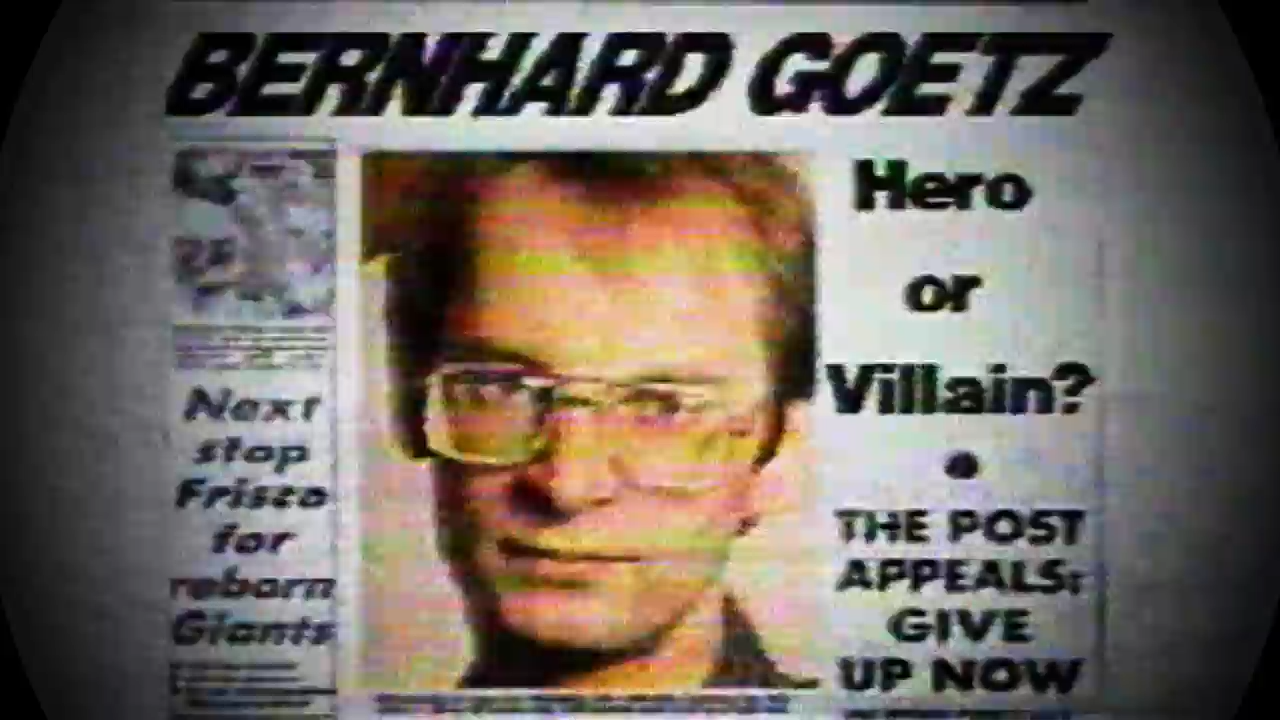 BERNHARD GOETZ
Next
stop
Frisco
for
reborn
Giants
Hero
or
Villain?
THE POST
APPEALS:
GIVE
UP NOW